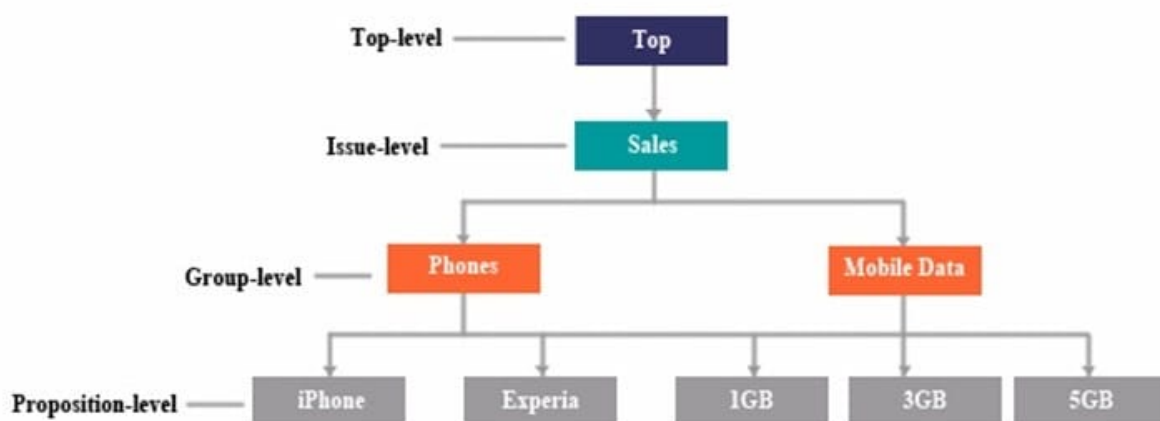 Top-level
Top
Issue-level
Sales
Group-level
Phones
Mobile Data
Proposition-level
iPhone
Experia
1GB
3GB
5GB